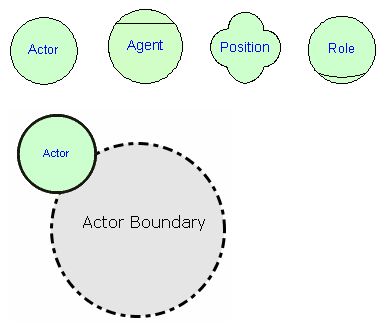 Actor
Agent
Position
Role
Actor
Actor Boundary